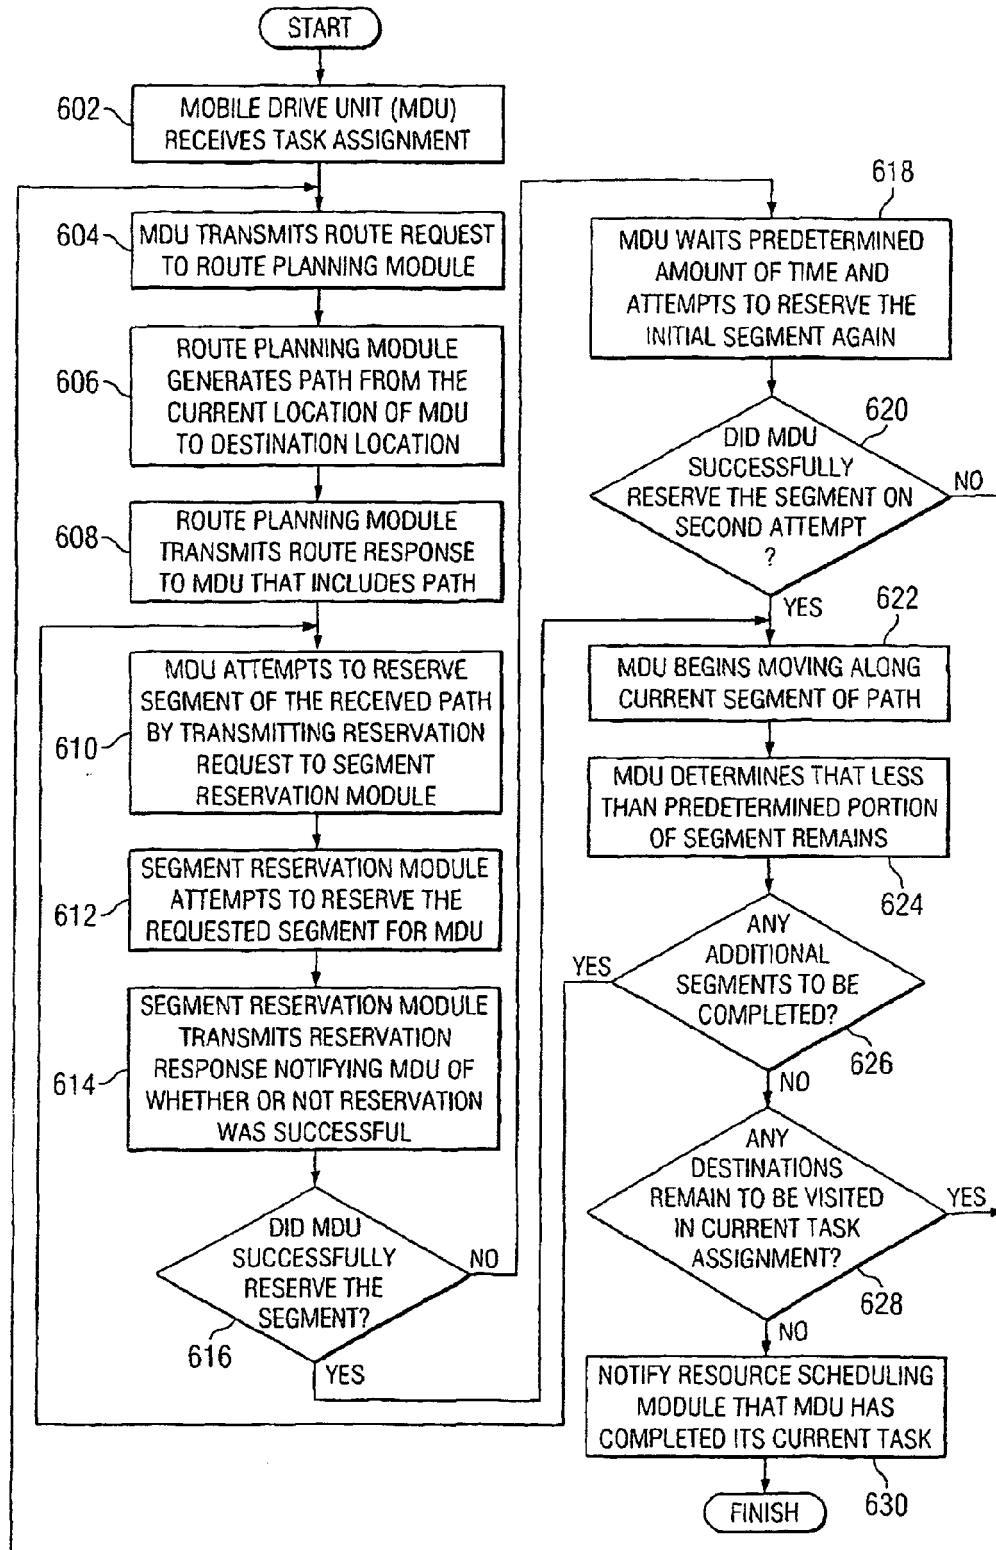 START
602
MOBILE DRIVE UNIT (MDU)
RECEIVES TASK ASSIGNMENT
604
MDU TRANSMITS ROUTE REQUEST
TO ROUTE PLANNING MODULE
606
ROUTE PLANNING MODULE
GENERATES PATH FROM THE
CURRENT LOCATION OF MDU
TO DESTINATION LOCATION
608
ROUTE PLANNING MODULE
TRANSMITS ROUTE RESPONSE
TO MDU THAT INCLUDES PATH
610
MDU ATTEMPTS TO RESERVE
SEGMENT OF THE RECEIVED PATH
BY TRANSMITTING RESERVATION
REQUEST TO SEGMENT
RESERVATION MODULE
612
SEGMENT RESERVATION MODULE
ATTEMPTS TO RESERVE THE
REQUESTED SEGMENT FOR MDU
614
SEGMENT RESERVATION MODULE
TRANSMITS RESERVATION
RESPONSE NOTIFYING MDU OF
WHETHER OR NOT RESERVATION
WAS SUCCESSFUL
616
DID MDU
SUCCESSFULLY
RESERVE THE
SEGMENT?
NO
YES
618
MDU WAITS PREDETERMINED
AMOUNT OF TIME AND
ATTEMPTS TO RESERVE THE
INITIAL SEGMENT AGAIN
620
DID MDU
SUCCESSFULLY
RESERVE THE SEGMENT ON
SECOND ATTEMPT
?
NO
YES
622
MDU BEGINS MOVING ALONG
CURRENT SEGMENT OF PATH
MDU DETERMINES THAT LESS
THAN PREDETERMINED PORTION
OF SEGMENT REMAINS
624
ANY
ADDITIONAL
SEGMENTS TO BE
COMPLETED?
YES
626
NO
ANY
DESTINATIONS
REMAIN TO BE VISITED
IN CURRENT TASK
ASSIGNMENT?
YES
628
NO
NOTIFY RESOURCE SCHEDULING
MODULE THAT MDU HAS
COMPLETED ITS CURRENT TASK
630
FINISH